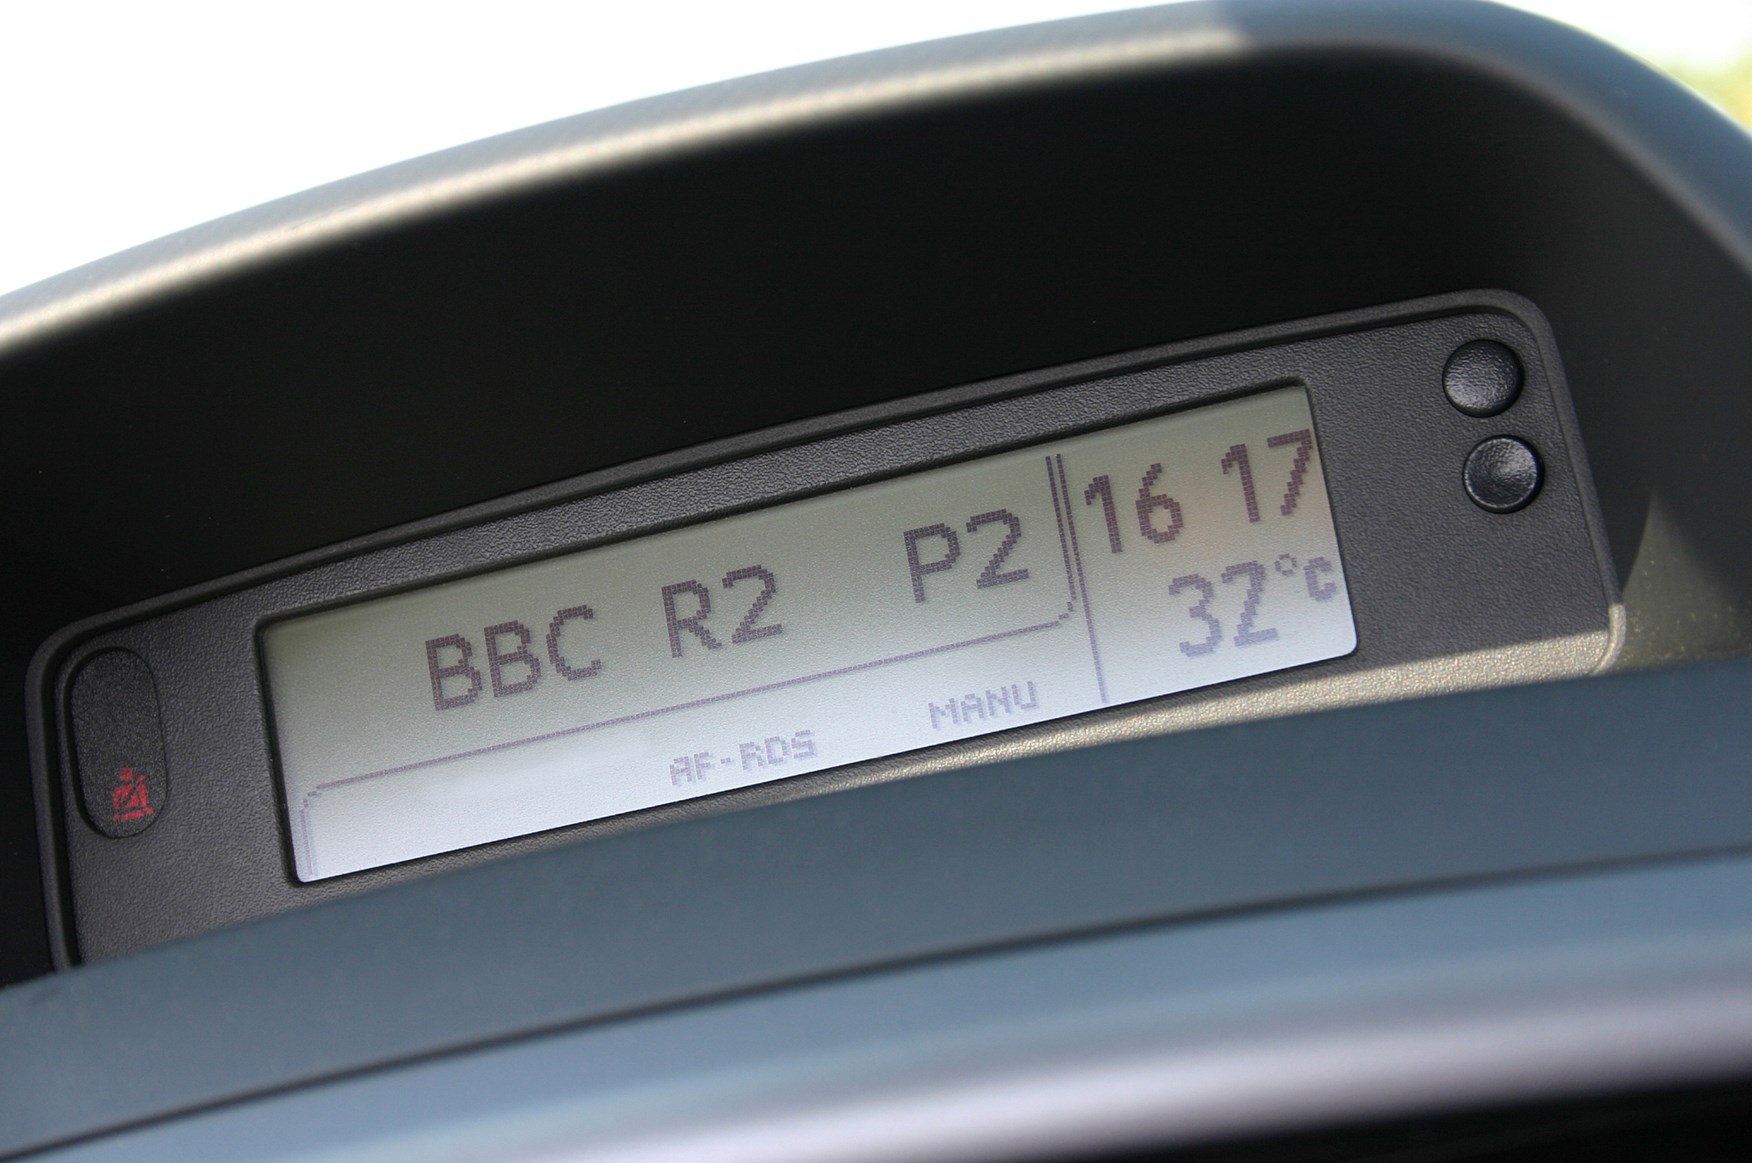 BBC R2 P2
16 17
32°C
AF·RDS MANU